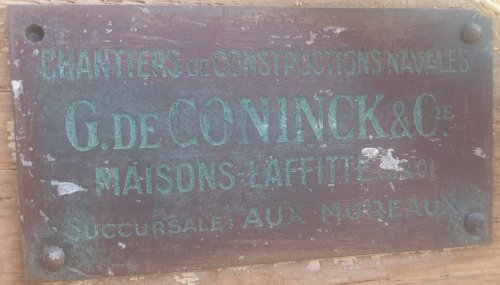 CHANTIERS DE CONSTRUCTIONS NAVALES
G. DE CONINCK & CIE
MAISONS-LAFFITTE
SUCCURSALE: AUX MUREAUX